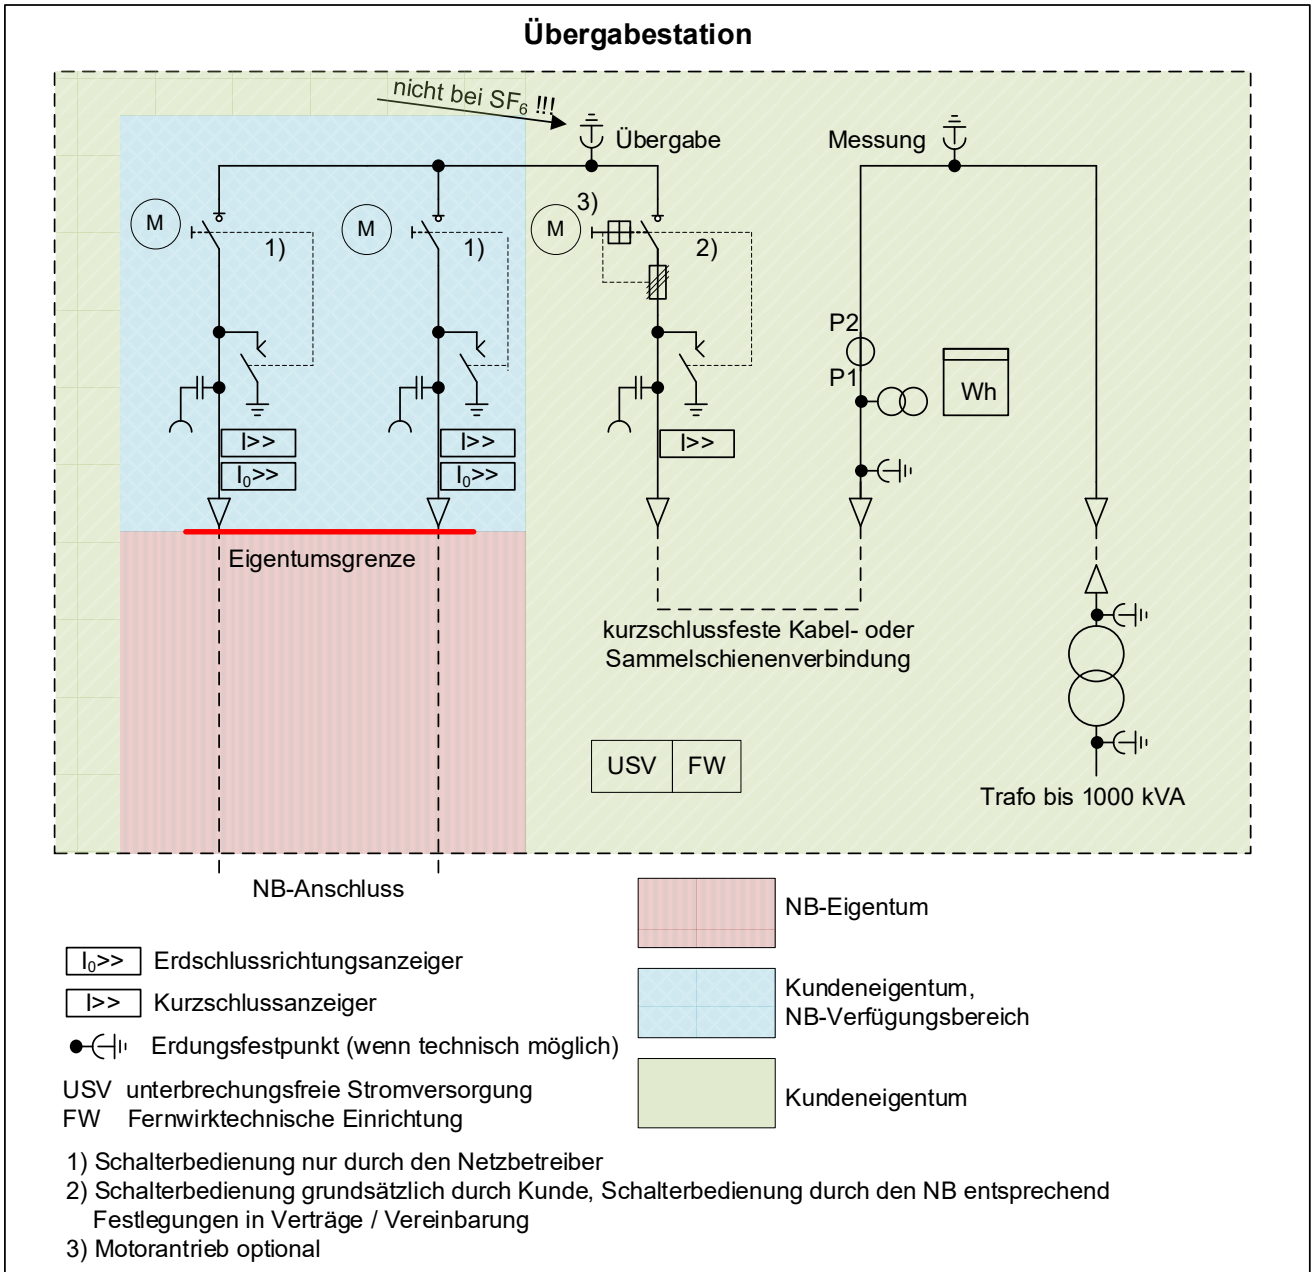 Übergabestation
nicht bei SF₆ !!!
Übergabe
Messung
M
1)
M
1)
3)
M
2)
P2
P1
Wh
I>>
I₀>>
I>>
I₀>>
I>>
Eigentumsgrenze
kurzschlussfeste Kabel- oder
Sammelschienenverbindung
USV FW
Trafo bis 1000 kVA
NB-Anschluss
I₀>> Erdschlussrichtungsanzeiger
I>> Kurzschlussanzeiger
Erdungsfestpunkt (wenn technisch möglich)
USV unterbrechungsfreie Stromversorgung
FW Fernwirktechnische Einrichtung
NB-Eigentum
Kundeneigentum,
NB-Verfügungsbereich
Kundeneigentum
1) Schalterbedienung nur durch den Netzbetreiber
2) Schalterbedienung grundsätzlich durch Kunde, Schalterbedienung durch den NB entsprechend
Festlegungen in Verträge / Vereinbarung
3) Motorantrieb optional